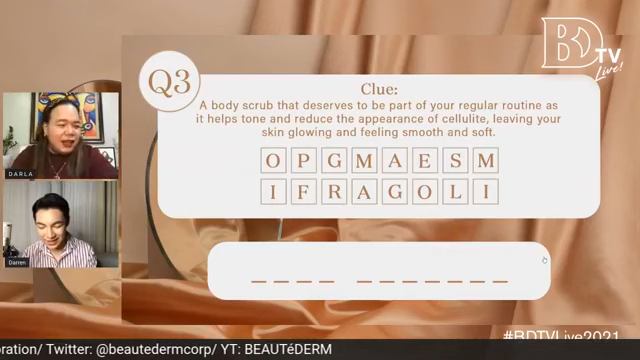 BD TV
Live!
Q3
Clue:
A body scrub that deserves to be part of your regular routine as
it helps tone and reduce the appearance of cellulite, leaving your
skin glowing and feeling smooth and soft.
O P G M A E S M
I F R A G O L I
DARLA
Darren
#BDTVLive2021
oration/ Twitter: @beautedermcorp/ YT: BEAUTéDERM